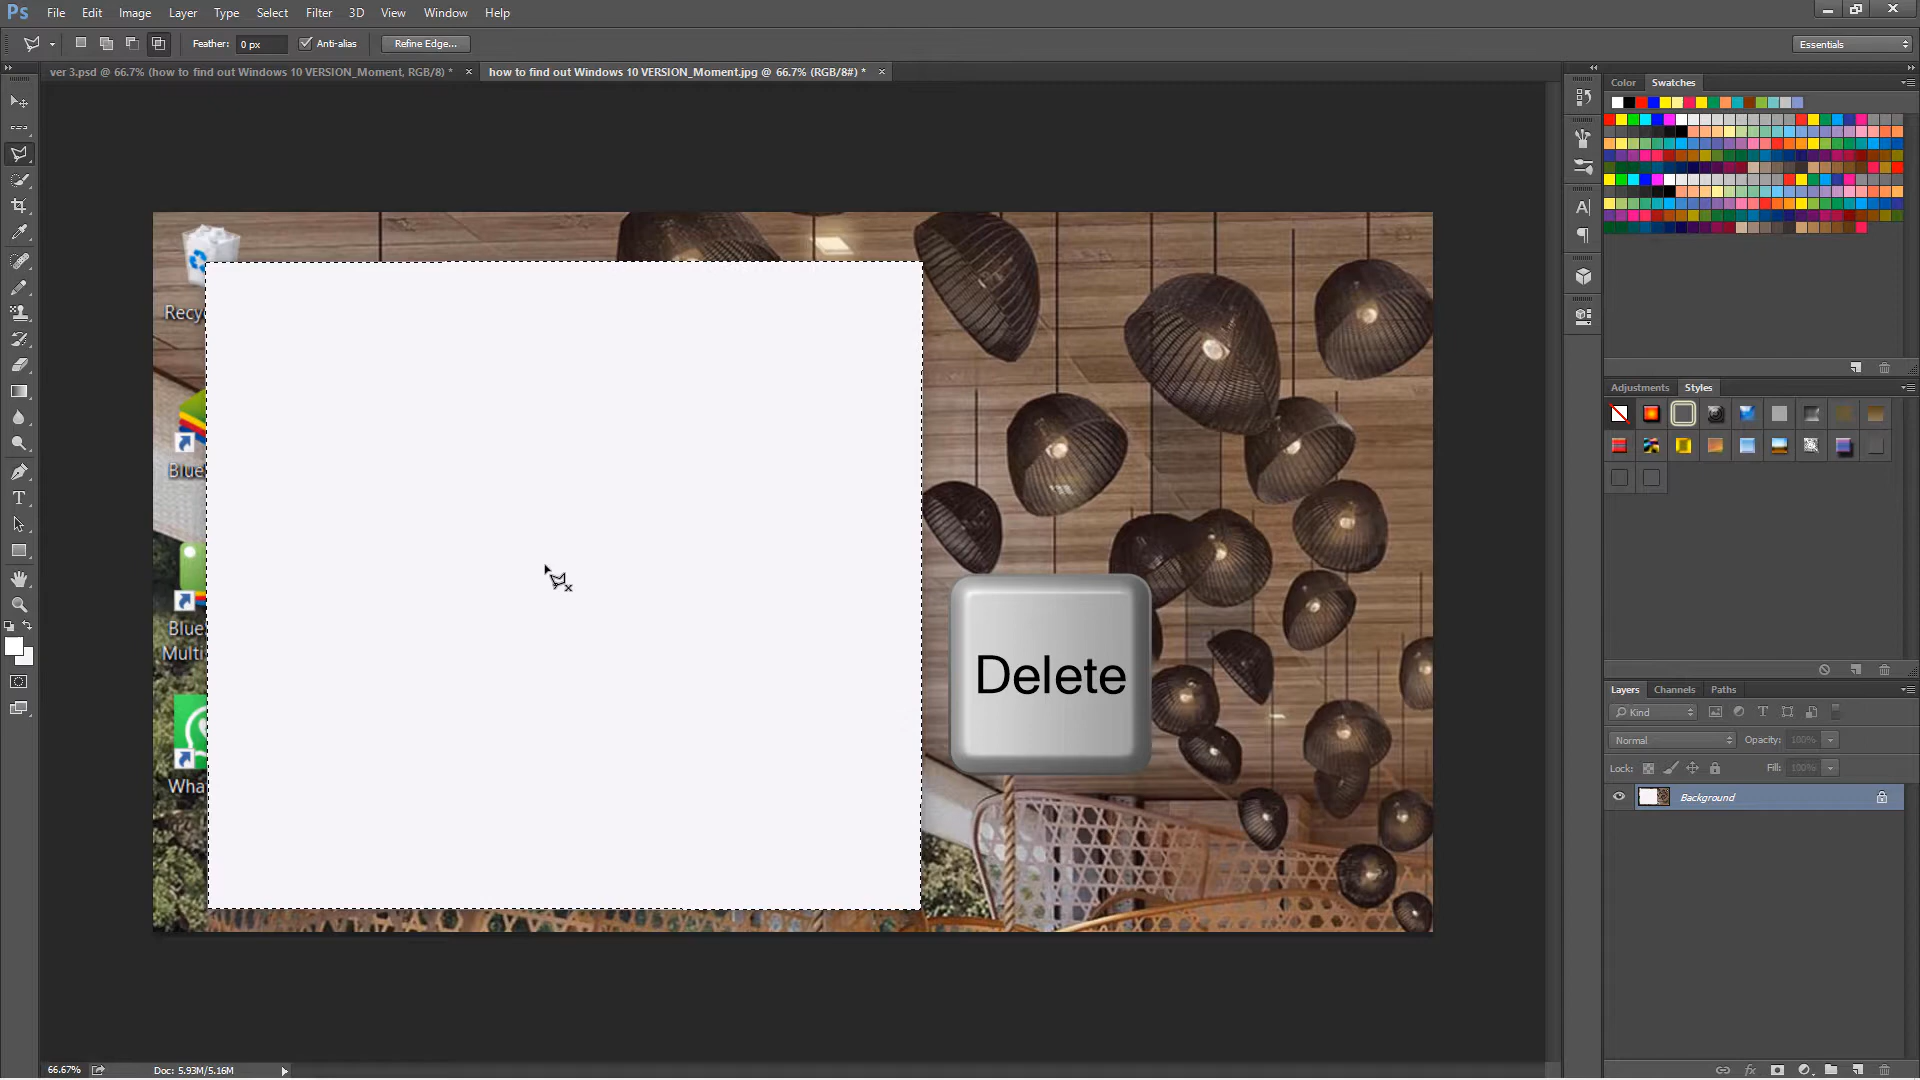 Ps File Edit Image Layer Type Select Filter 3D View Window Help
Feather: 0 px Anti-alias Refine Edge... Essentials
ver 3.psd @ 66.7% (how to find out Windows 10 VERSION_Moment, RGB/8) * × how to find out Windows 10 VERSION_Moment.jpg @ 66.7% (RGB/8#) * ×
Color Swatches
Recy
Adjustments Styles
Blue
Blue
Multi
Delete
Wha
Layers Channels Paths
Kind
Normal Opacity: 100%
Lock: Fill: 100%
Background
66.67% Doc: 5.93M/5.16M